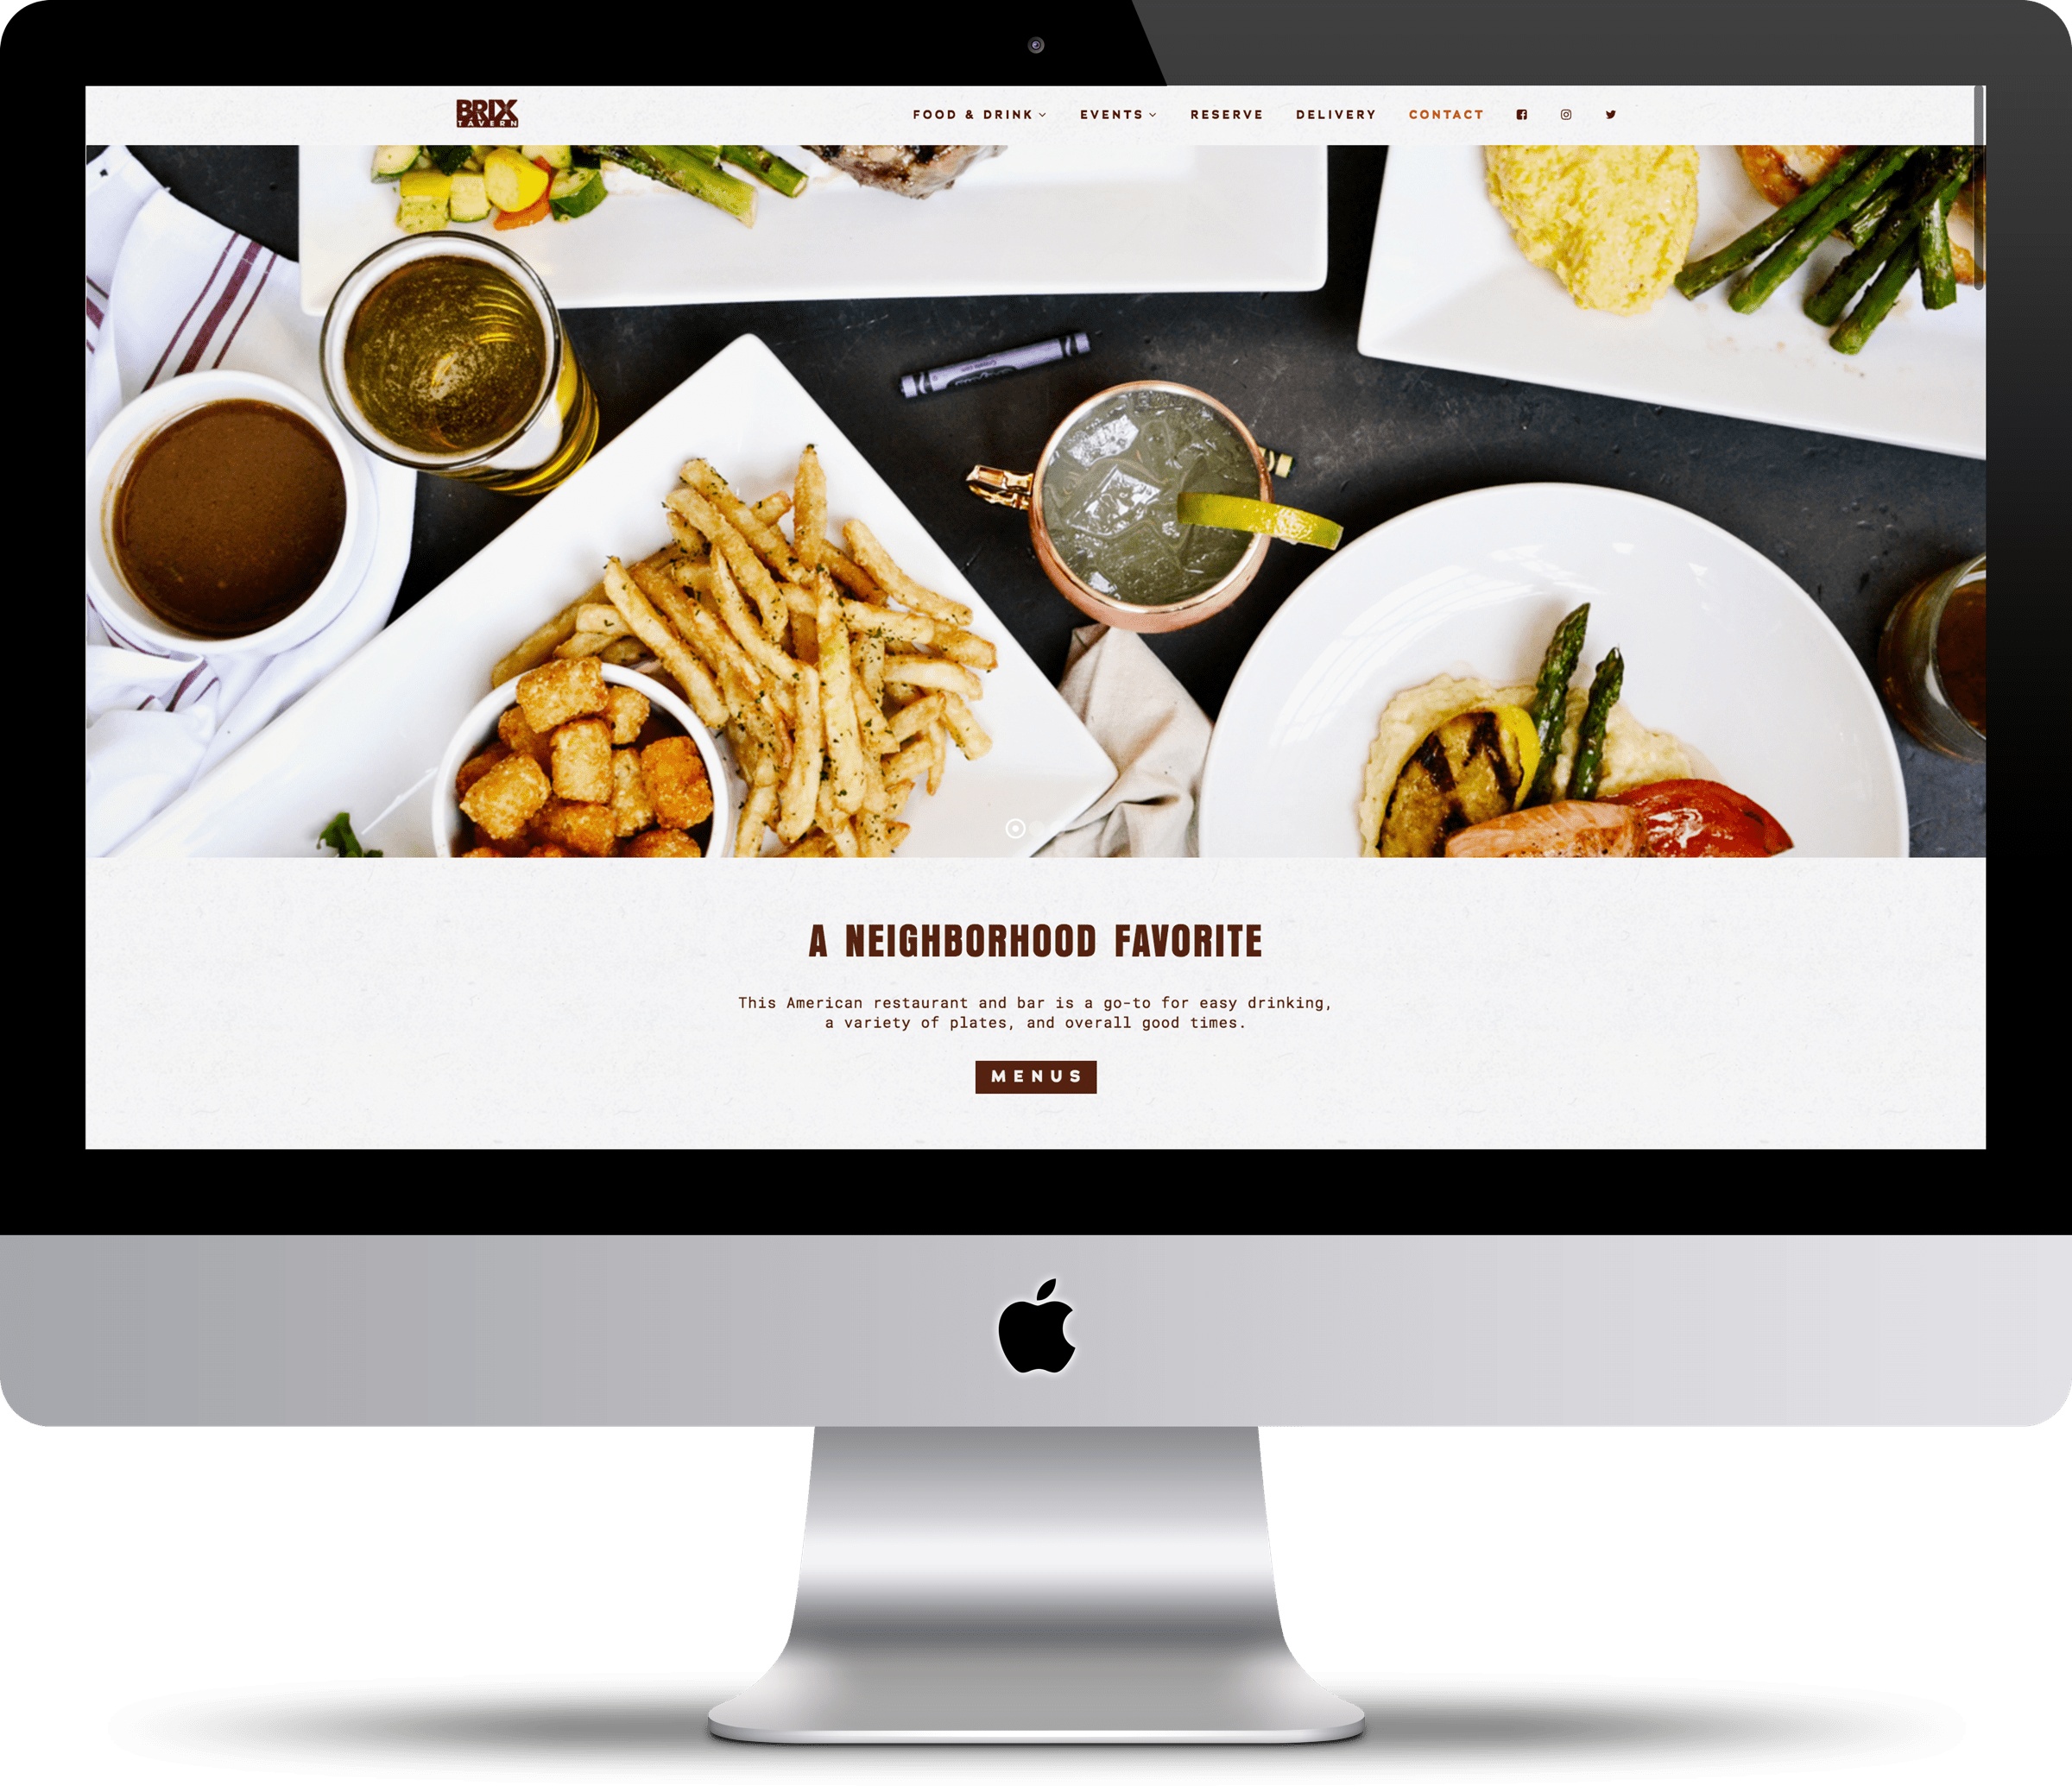 BRIX
TAVERN
FOOD & DRINK EVENTS RESERVE DELIVERY CONTACT
A NEIGHBORHOOD FAVORITE
This American restaurant and bar is a go-to for easy drinking,
a variety of plates, and overall good times.
MENUS